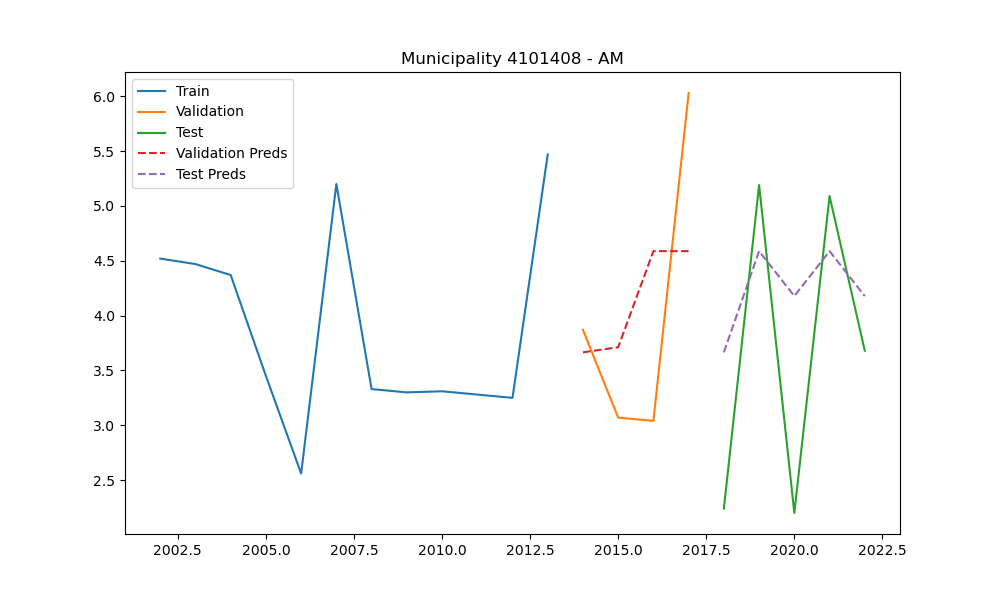 Municipality 4101408 - AM
Train
Validation
Test
Validation Preds
Test Preds
6.0
5.5
5.0
4.5
4.0
3.5
3.0
2.5
2002.5 2005.0 2007.5 2010.0 2012.5 2015.0 2017.5 2020.0 2022.5